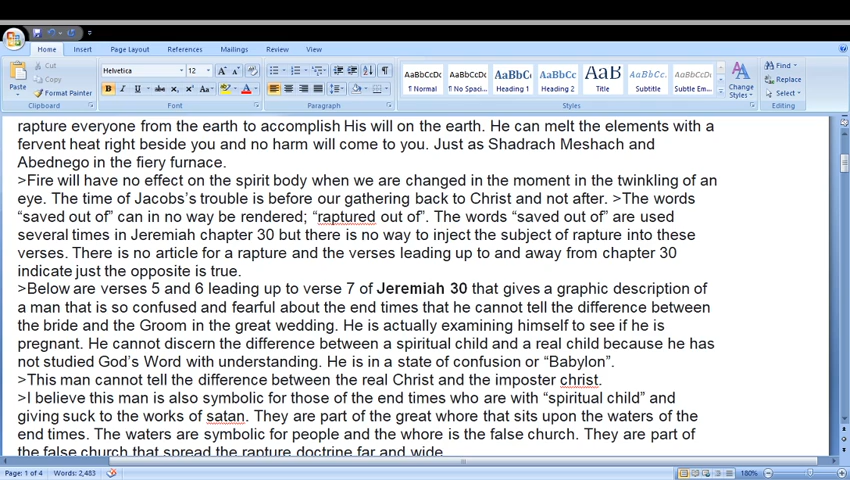 Home Insert Page Layout References Mailings Review View
Cut
Copy
Paste
Format Painter
Clipboard
Helvetica 12
B I U abe x₂ x² Aa
Font
Paragraph
AaBbCcDc AaBbCcDc AaBbC AaBbCc AaB AaBbCc. AaBbCcDc
¶ Normal ¶ No Spaci... Heading 1 Heading 2 Title Subtitle Subtle Em...
Change
Styles
Styles
Find
Replace
Select
Editing
rapture everyone from the earth to accomplish His will on the earth. He can melt the elements with a
fervent heat right beside you and no harm will come to you. Just as Shadrach Meshach and
Abednego in the fiery furnace.
>Fire will have no effect on the spirit body when we are changed in the moment in the twinkling of an
eye. The time of Jacobs's trouble is before our gathering back to Christ and not after. >The words
“saved out of” can in no way be rendered; “raptured out of”. The words “saved out of” are used
several times in Jeremiah chapter 30 but there is no way to inject the subject of rapture into these
verses. There is no article for a rapture and the verses leading up to and away from chapter 30
indicate just the opposite is true.
>Below are verses 5 and 6 leading up to verse 7 of Jeremiah 30 that gives a graphic description of
a man that is so confused and fearful about the end times that he cannot tell the difference between
the bride and the Groom in the great wedding. He is actually examining himself to see if he is
pregnant. He cannot discern the difference between a spiritual child and a real child because he has
not studied God's Word with understanding. He is in a state of confusion or “Babylon”.
>This man cannot tell the difference between the real Christ and the imposter christ.
>I believe this man is also symbolic for those of the end times who are with “spiritual child” and
giving suck to the works of satan. They are part of the great whore that sits upon the waters of the
end times. The waters are symbolic for people and the whore is the false church. They are part of
the false church that spread the rapture doctrine far and wide.
Page: 1 of 4 Words: 2,483 180%